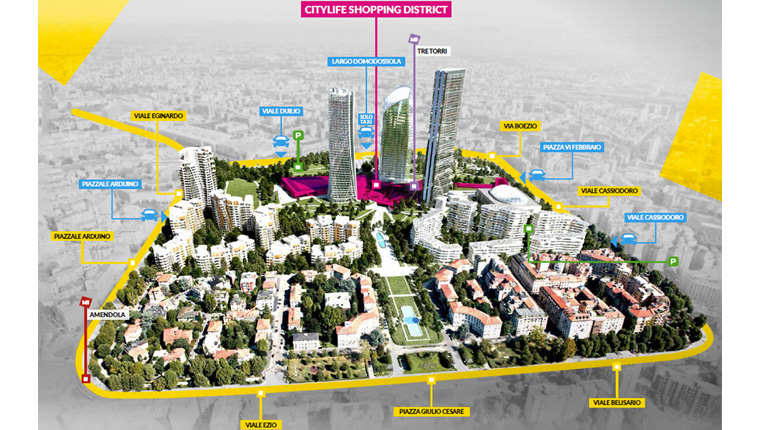 CITYLIFE SHOPPING DISTRICT
TRE TORRI
LARGO DOMODOSSOLA
VIALE EGINARDO
VIALE DUILIO
SOLO
TAXI
VIA BOEZIO
P
PIAZZA VI FEBBRAIO
PIAZZALE ARDUINO
VIALE CASSIODORO
VIALE CASSIODORO
PIAZZALE ARDUINO
P
AMENDOLA
VIALE BELISARIO
PIAZZA GIULIO CESARE
VIALE EZIO